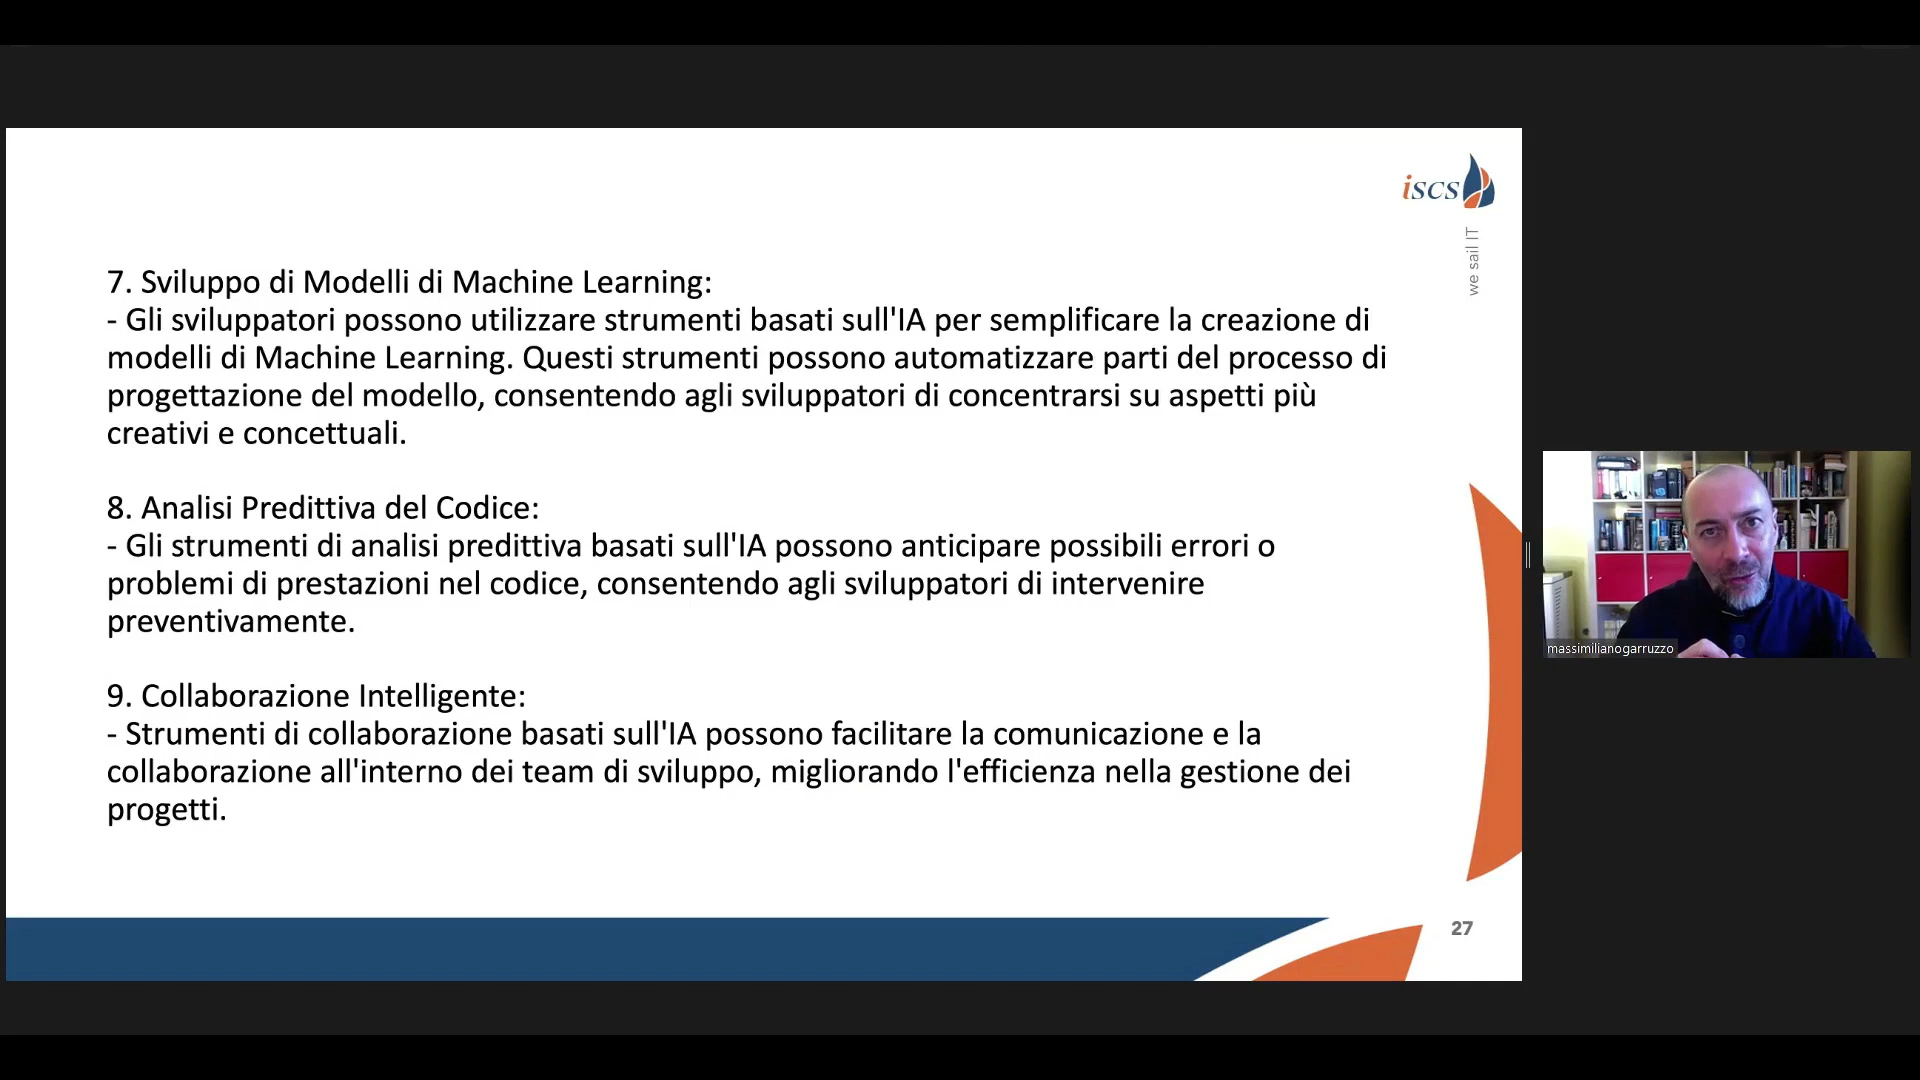 iscs
we sail IT
7. Sviluppo di Modelli di Machine Learning:
- Gli sviluppatori possono utilizzare strumenti basati sull'IA per semplificare la creazione di
modelli di Machine Learning. Questi strumenti possono automatizzare parti del processo di
progettazione del modello, consentendo agli sviluppatori di concentrarsi su aspetti più
creativi e concettuali.
8. Analisi Predittiva del Codice:
- Gli strumenti di analisi predittiva basati sull'IA possono anticipare possibili errori o
problemi di prestazioni nel codice, consentendo agli sviluppatori di intervenire
preventivamente.
9. Collaborazione Intelligente:
- Strumenti di collaborazione basati sull'IA possono facilitare la comunicazione e la
collaborazione all'interno dei team di sviluppo, migliorando l'efficienza nella gestione dei
progetti.
27
massimilianogarruzzo